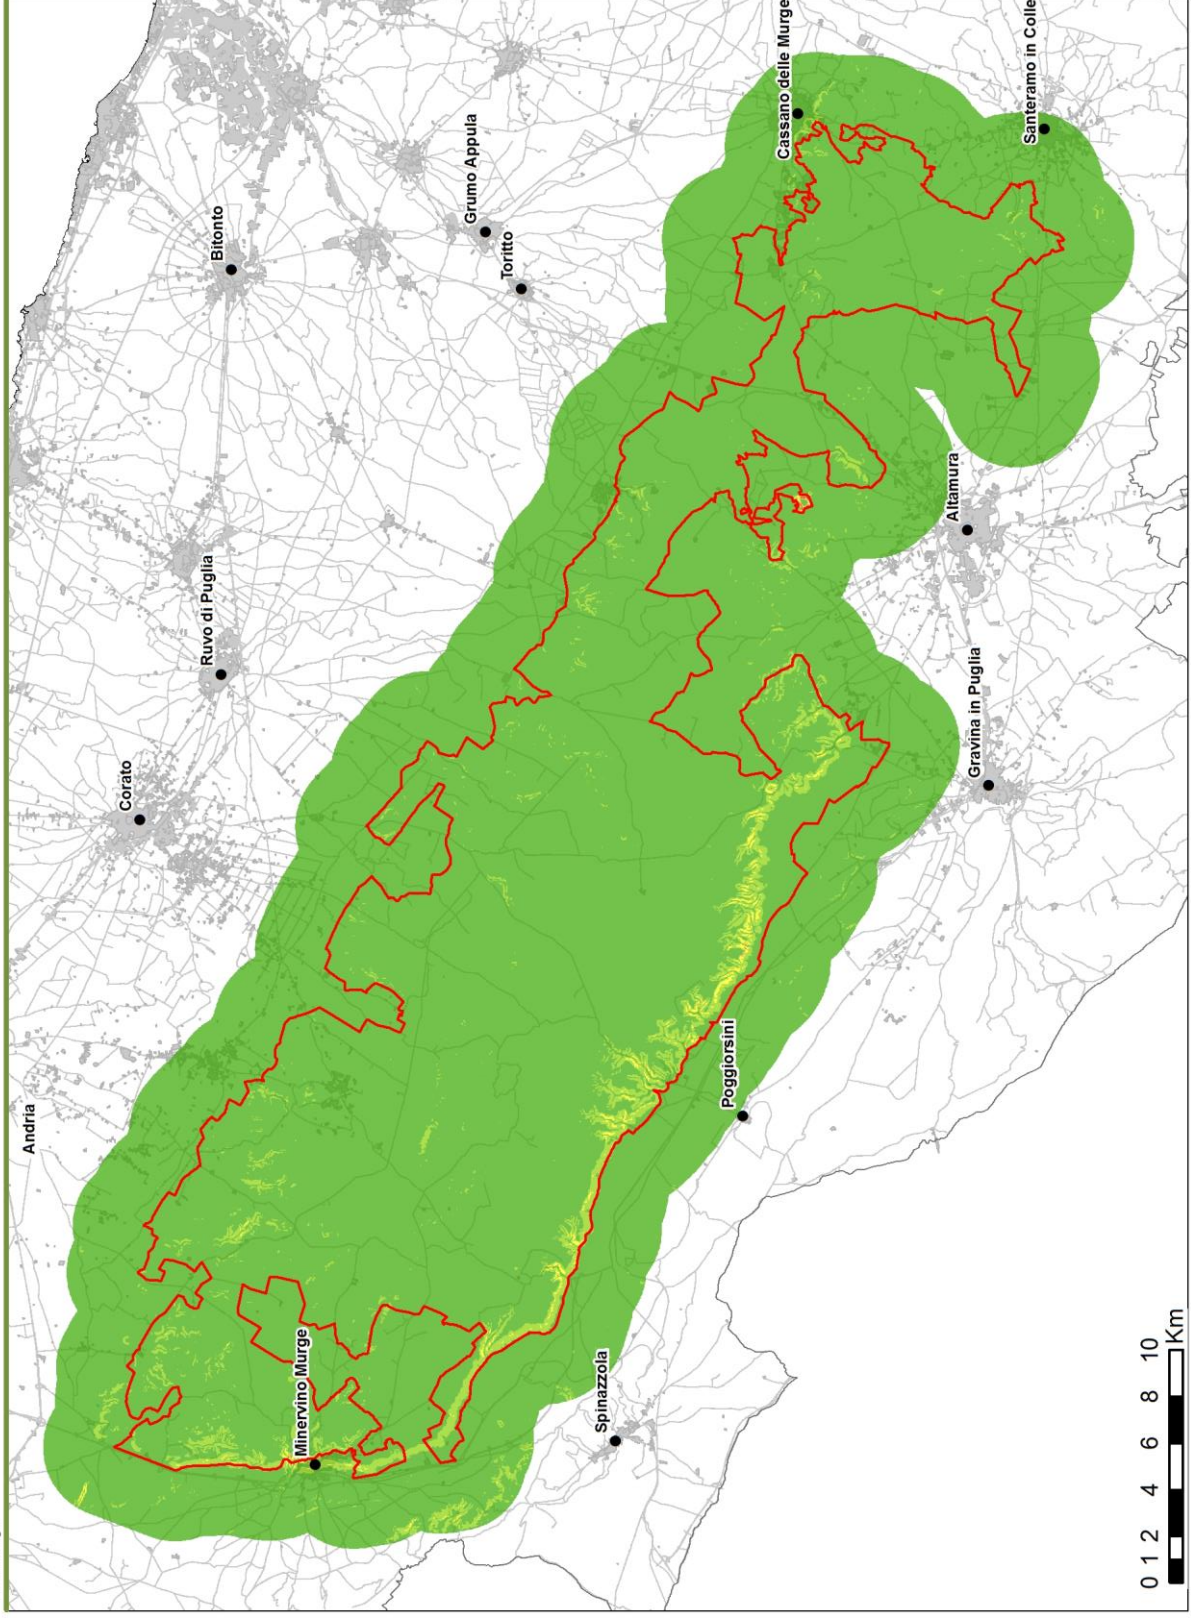 Andria
Corato
Ruvo di Puglia
Bitonto
Minervino Murge
Grumo Appula
Toritto
Spinazzola
Poggiorsini
Cassano delle Murge
Altamura
Gravina in Puglia
Santeramo in Colle
0 1 2 4 6 8 10
Km